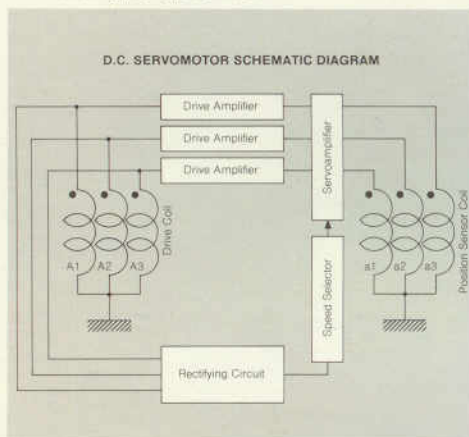 D.C. SERVOMOTOR SCHEMATIC DIAGRAM
Drive Amplifier
Drive Amplifier
Drive Amplifier
Servoamplifier
A1 A2 A3
Drive Coil
a1 a2 a3
Position Sensor Coil
Speed Selector
Rectifying Circuit